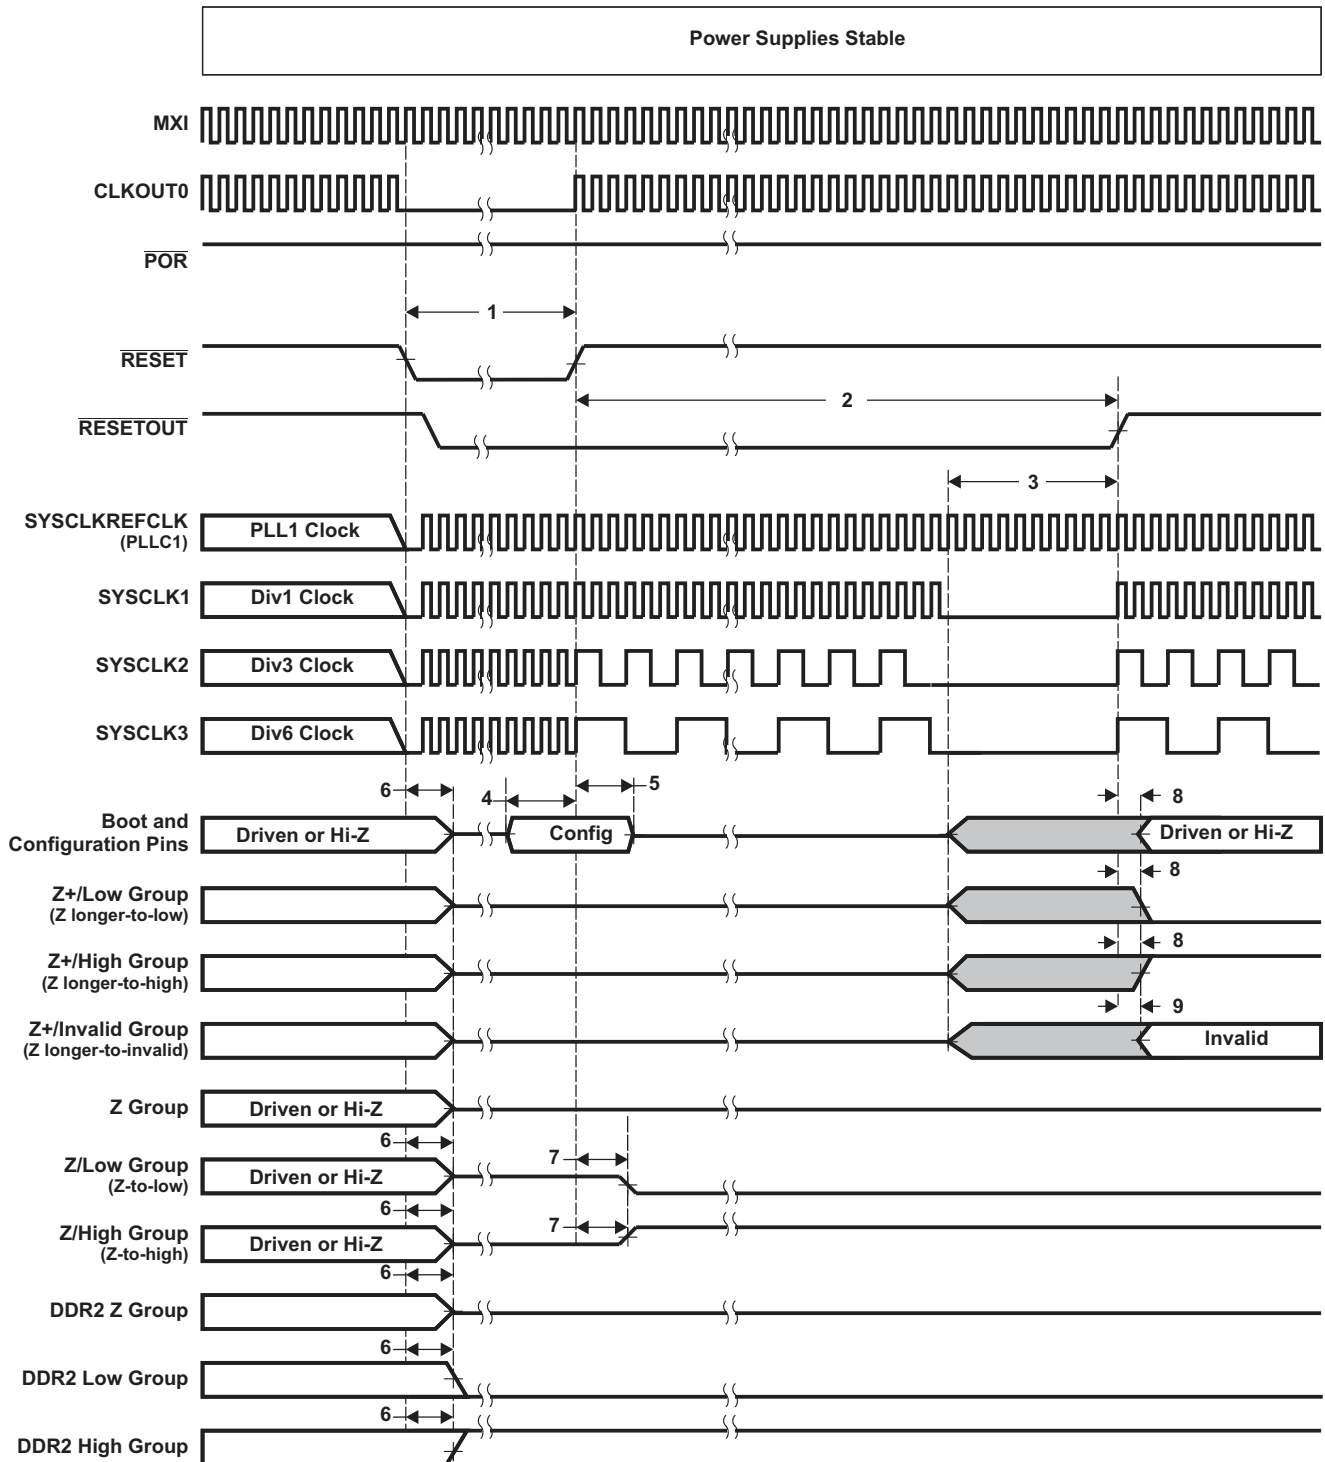 Power Supplies Stable
MXI
CLKOUT0
POR
1
RESET
2
RESETOUT
3
SYSCLKREFCLK
(PLLC1)
PLL1 Clock
SYSCLK1
Div1 Clock
SYSCLK2
Div3 Clock
SYSCLK3
Div6 Clock
6
4
5
8
Boot and
Configuration Pins
Driven or Hi-Z
Config
Driven or Hi-Z
8
Z+/Low Group
(Z longer-to-low)
8
Z+/High Group
(Z longer-to-high)
9
Z+/Invalid Group
(Z longer-to-invalid)
Invalid
Z Group
Driven or Hi-Z
6
7
Z/Low Group
(Z-to-low)
Driven or Hi-Z
6
7
Z/High Group
(Z-to-high)
Driven or Hi-Z
6
DDR2 Z Group
6
DDR2 Low Group
6
DDR2 High Group